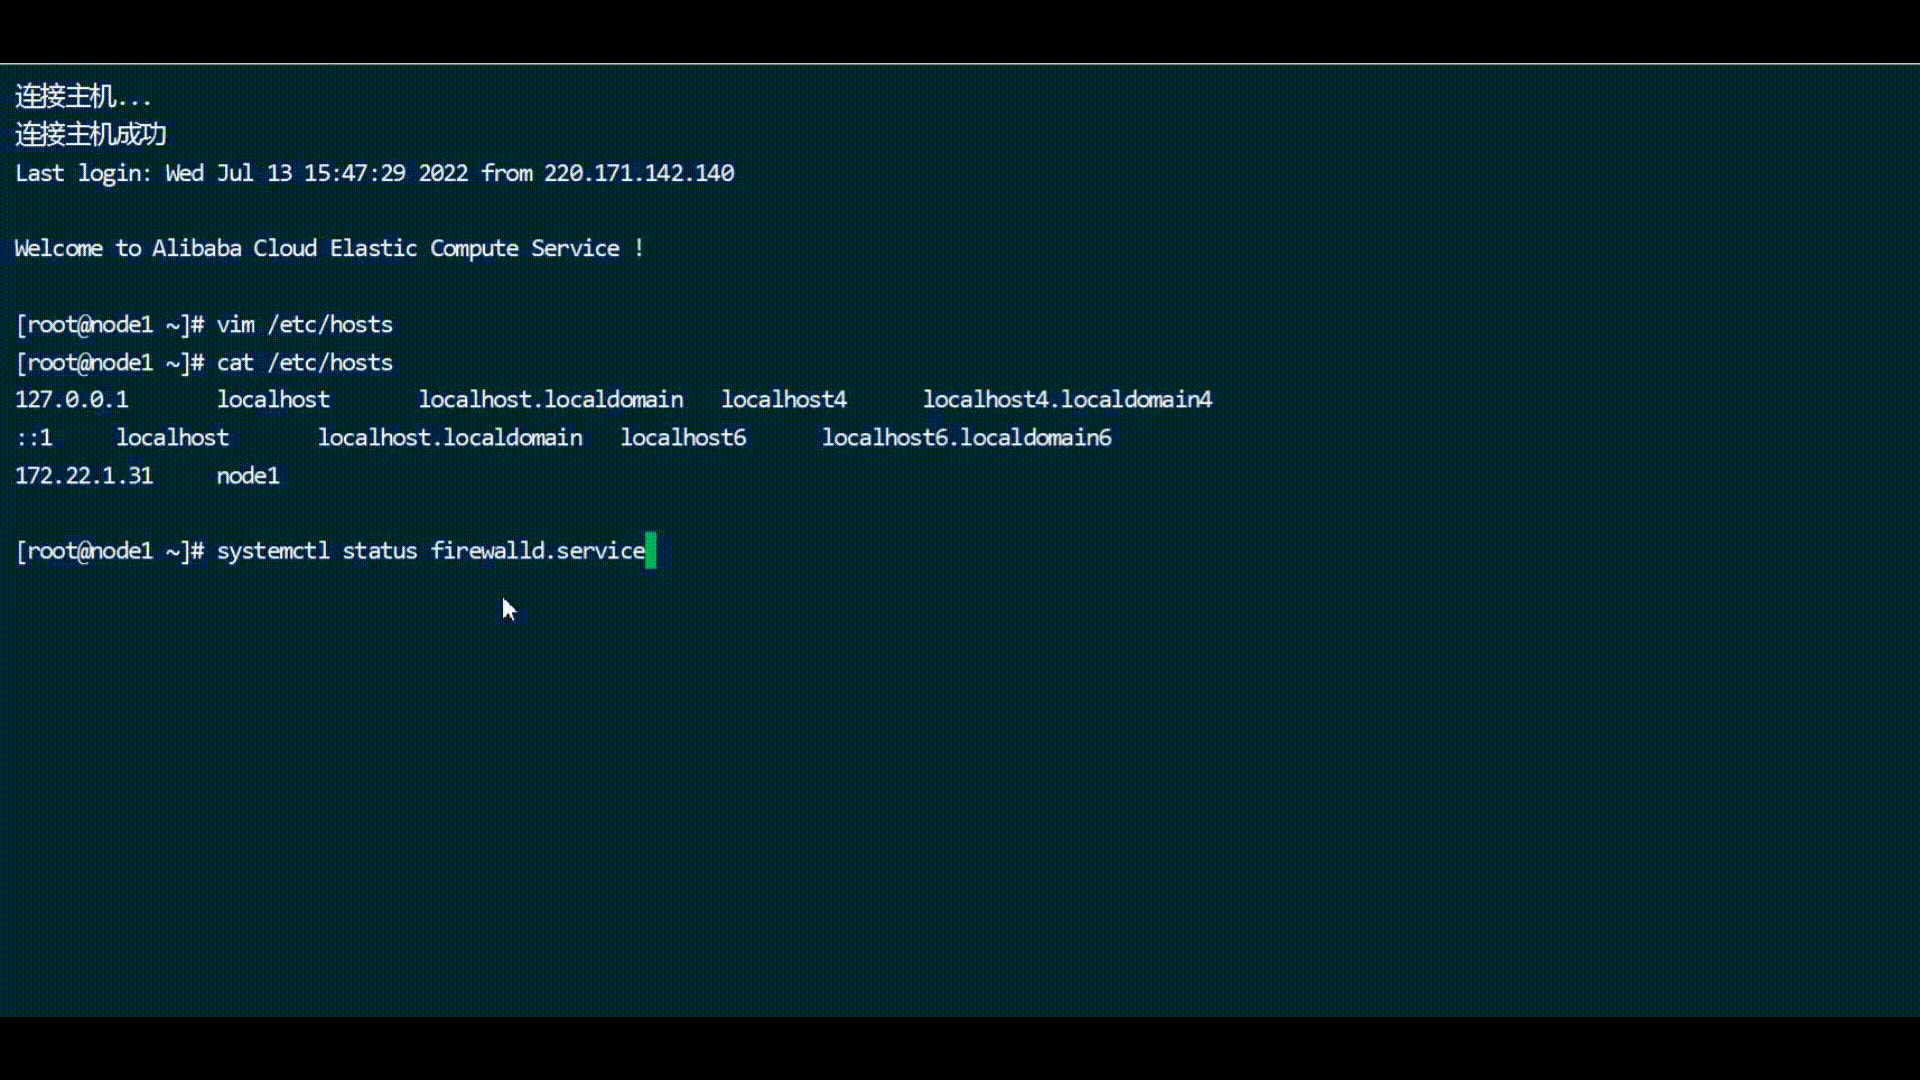 连接主机...
连接主机成功
Last login: Wed Jul 13 15:47:29 2022 from 220.171.142.140
Welcome to Alibaba Cloud Elastic Compute Service !
[root@node1 ~]# vim /etc/hosts
[root@node1 ~]# cat /etc/hosts
127.0.0.1       localhost       localhost.localdomain   localhost4      localhost4.localdomain4
::1     localhost       localhost.localdomain   localhost6      localhost6.localdomain6
172.22.1.31     node1
[root@node1 ~]# systemctl status firewalld.service